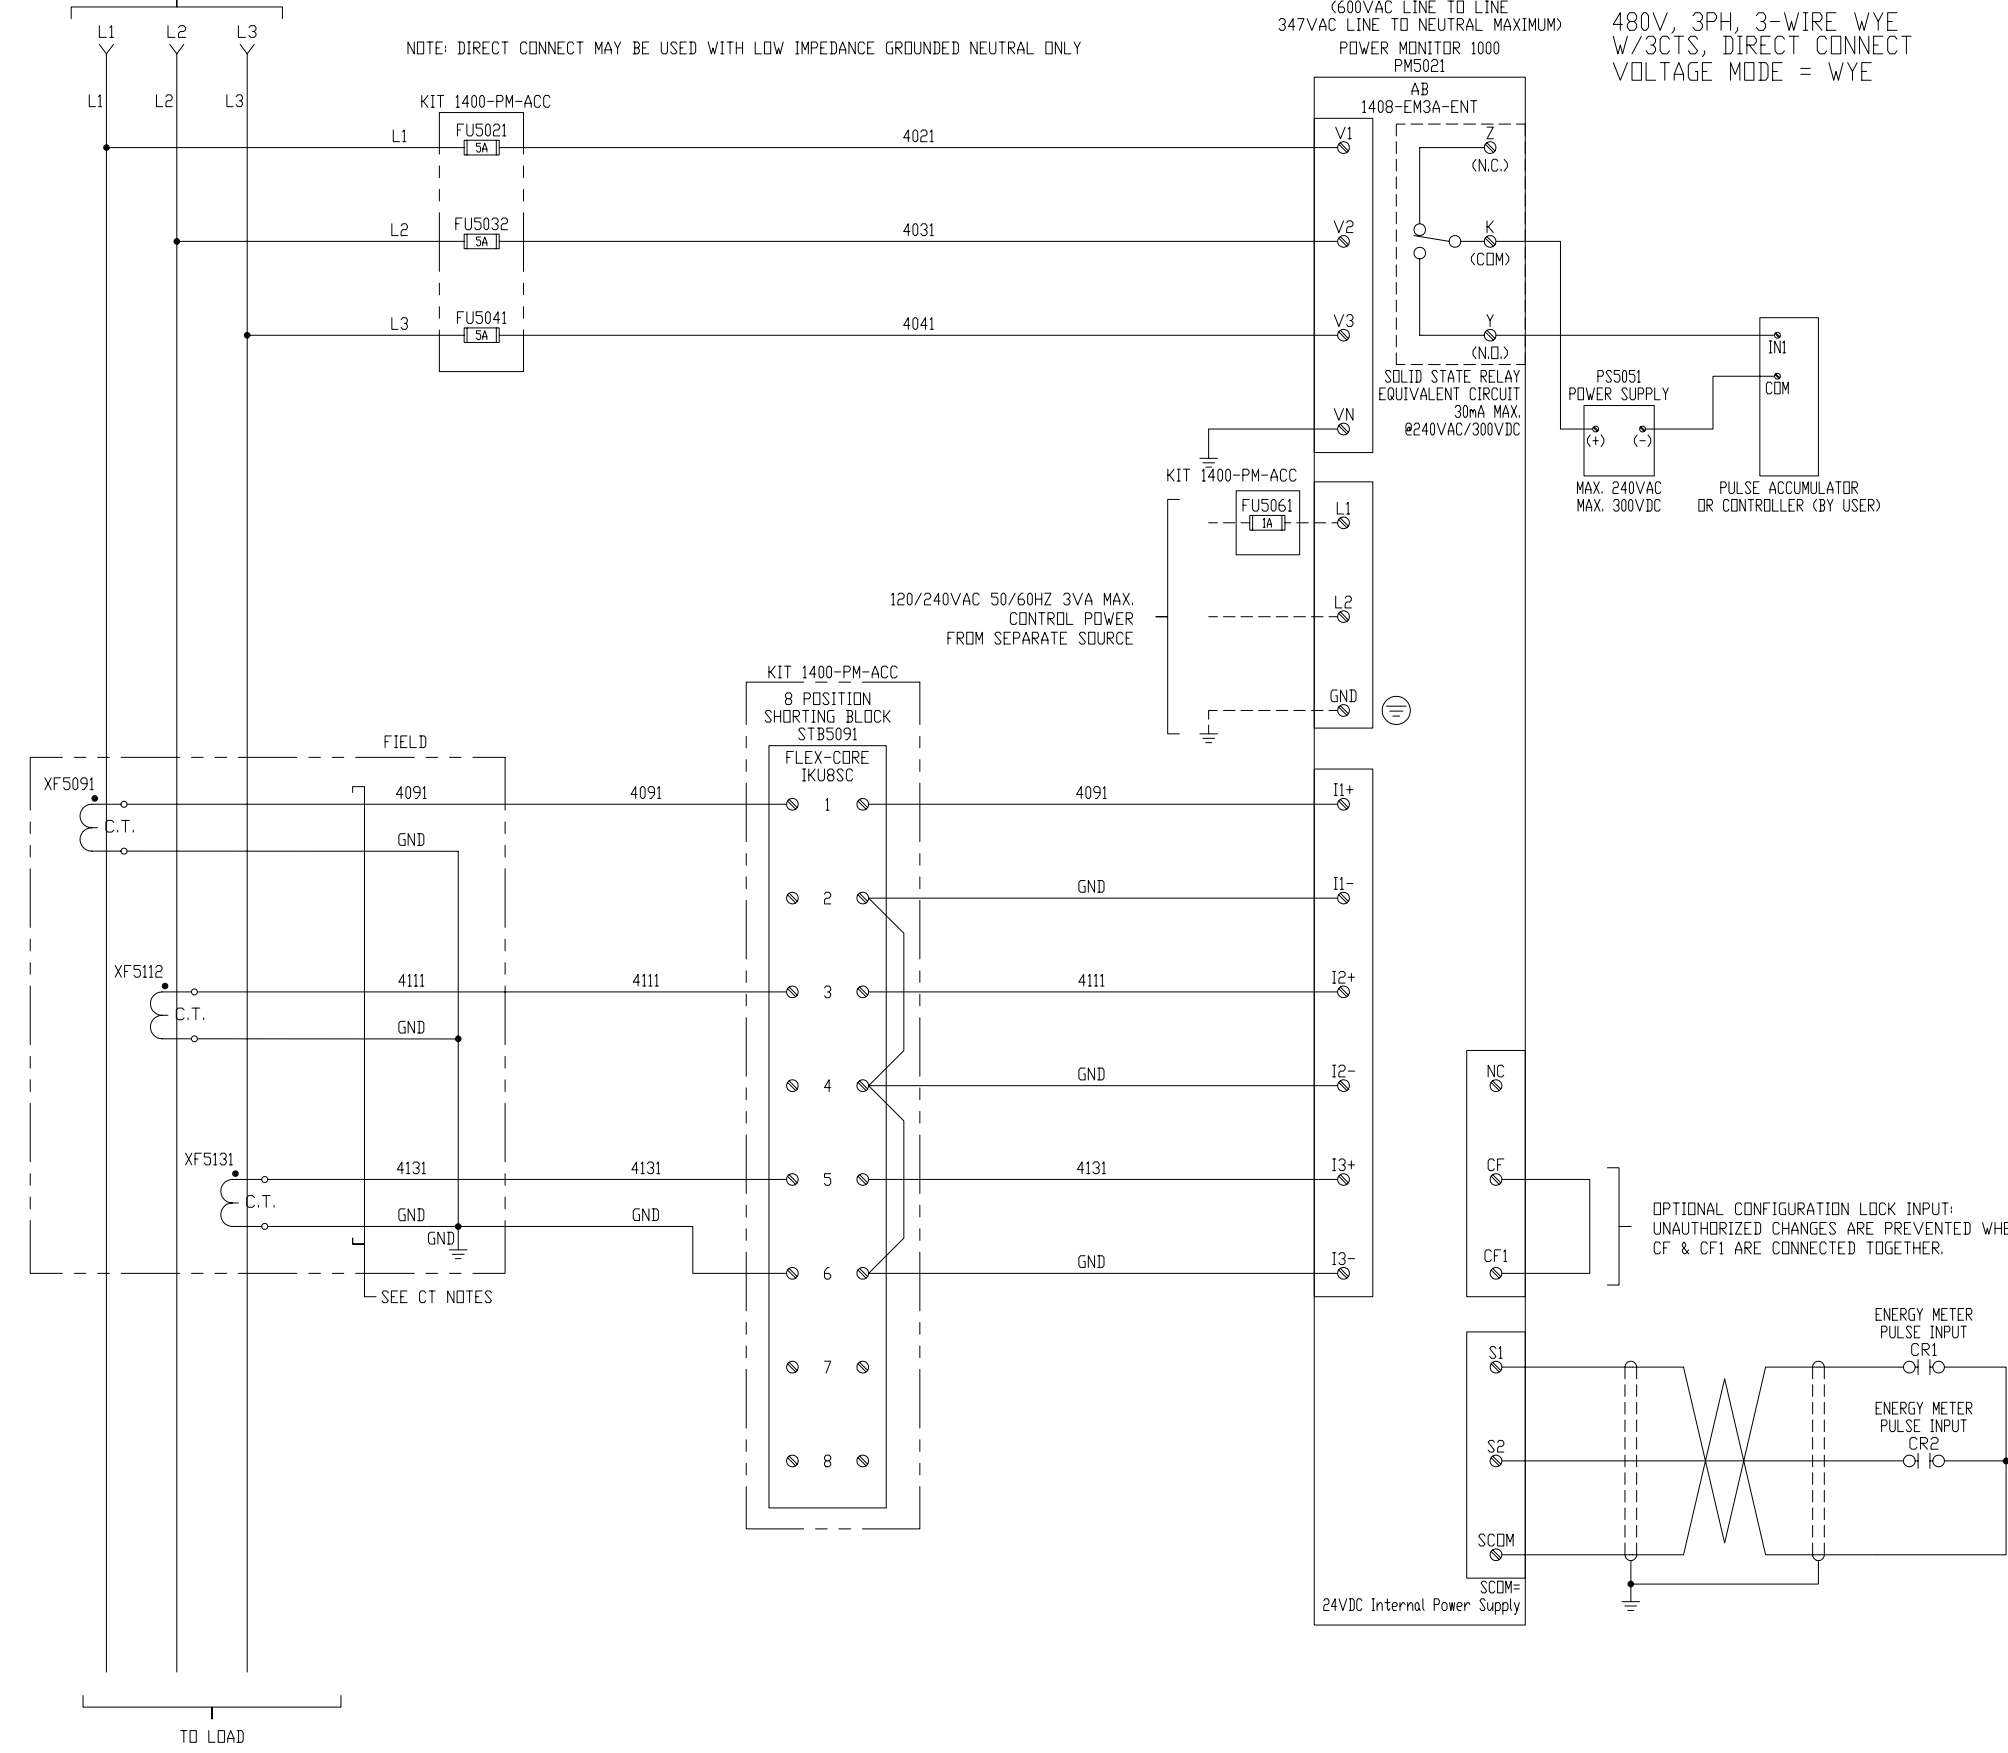 (600VAC LINE TO LINE
347VAC LINE TO NEUTRAL MAXIMUM)
480V, 3PH, 3-WIRE WYE
W/3CTS, DIRECT CONNECT
VOLTAGE MODE = WYE
L1 L2 L3
NOTE: DIRECT CONNECT MAY BE USED WITH LOW IMPEDANCE GROUNDED NEUTRAL ONLY
POWER MONITOR 1000
PM5021
AB
1408-EM3A-ENT
L1 L2 L3
KIT 1400-PM-ACC
L1 FU5021 5A 4021 V1
Z
(N.C.)
L2 FU5032 5A 4031 V2
K
(COM)
L3 FU5041 5A 4041 V3
Y
(N.O.)
IN1
COM
SOLID STATE RELAY
EQUIVALENT CIRCUIT
30mA MAX.
@240VAC/300VDC
PS5051
POWER SUPPLY
(+) (-)
MAX. 240VAC
MAX. 300VDC
PULSE ACCUMULATOR
OR CONTROLLER (BY USER)
VN
KIT 1400-PM-ACC
FU5061
1A
L1
120/240VAC 50/60HZ 3VA MAX.
CONTROL POWER
FROM SEPARATE SOURCE
L2
GND
KIT 1400-PM-ACC
8 POSITION
SHORTING BLOCK
STB5091
FLEX-CORE
IKU8SC
FIELD
XF5091
C.T.
4091 4091 1 4091 I1+
GND
2 GND I1-
XF5112
C.T.
4111 4111 3 4111 I2+
GND
4 GND I2-
NC
XF5131
C.T.
4131 4131 5 4131 I3+
CF
GND GND
GND
6 GND I3-
CF1
OPTIONAL CONFIGURATION LOCK INPUT:
UNAUTHORIZED CHANGES ARE PREVENTED WHE
CF & CF1 ARE CONNECTED TOGETHER.
SEE CT NOTES
ENERGY METER
PULSE INPUT
CR1
7
S1
ENERGY METER
PULSE INPUT
CR2
8
S2
SCOM
SCOM=
24VDC Internal Power Supply
TO LOAD